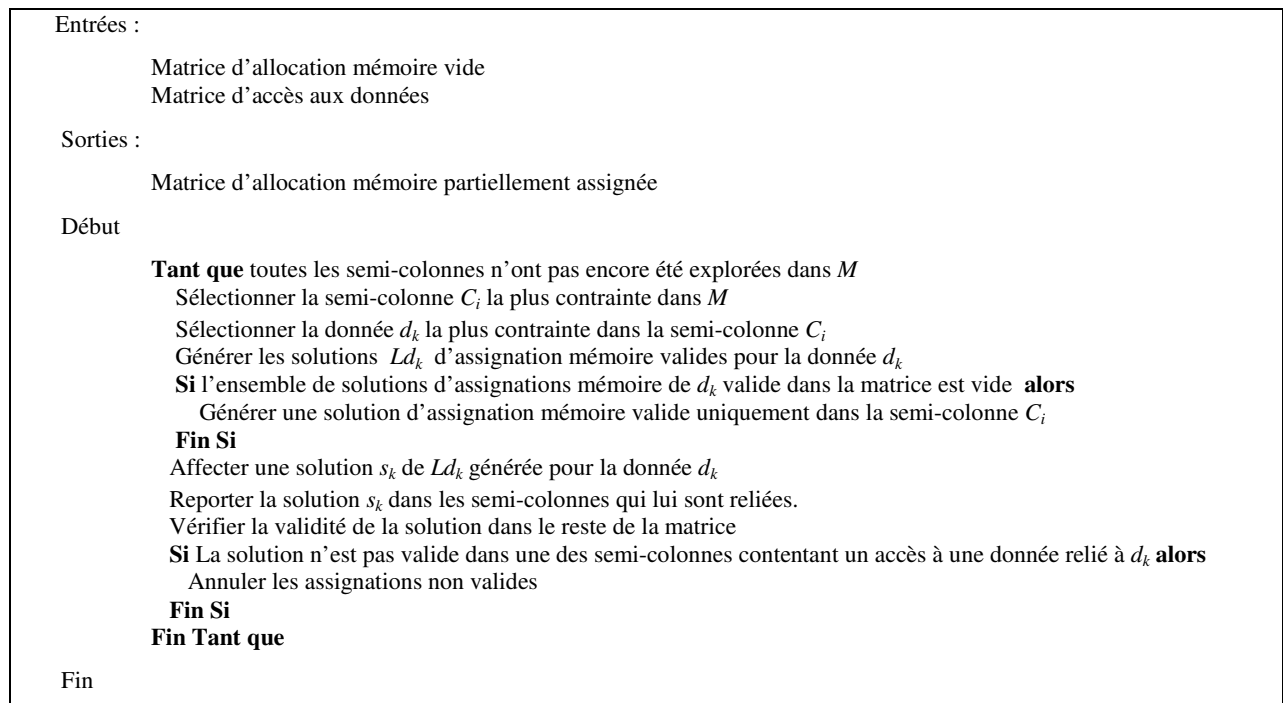 Entrées :
Matrice d'allocation mémoire vide
Matrice d'accès aux données
Sorties :
Matrice d'allocation mémoire partiellement assignée
Début
Tant que toutes les semi-colonnes n'ont pas encore été explorées dans M
Sélectionner la semi-colonne Ci la plus contrainte dans M
Sélectionner la donnée dk la plus contrainte dans la semi-colonne Ci
Générer les solutions Ldk d'assignation mémoire valides pour la donnée dk
Si l'ensemble de solutions d'assignations mémoire de dk valide dans la matrice est vide alors
Générer une solution d'assignation mémoire valide uniquement dans la semi-colonne Ci
Fin Si
Affecter une solution sk de Ldk générée pour la donnée dk
Reporter la solution sk dans les semi-colonnes qui lui sont reliées.
Vérifier la validité de la solution dans le reste de la matrice
Si La solution n'est pas valide dans une des semi-colonnes contentant un accès à une donnée relié à dk alors
Annuler les assignations non valides
Fin Si
Fin Tant que
Fin